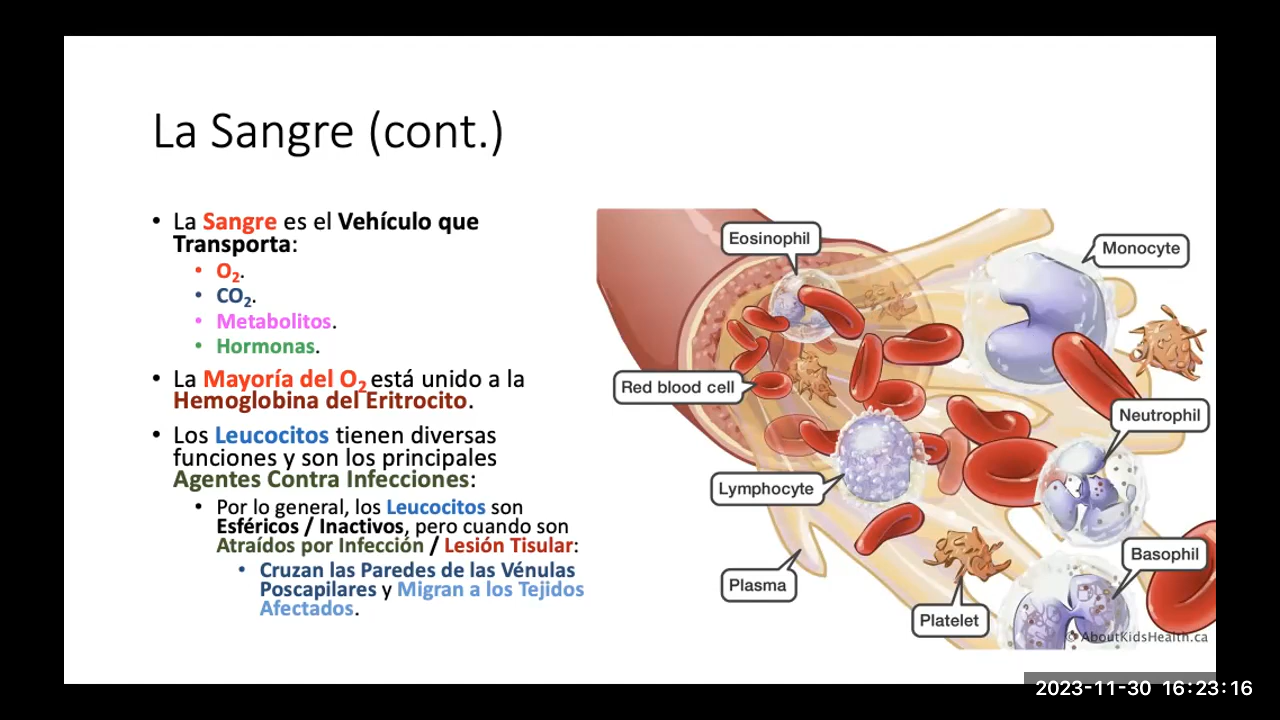 La Sangre (cont.)
• La Sangre es el Vehículo que
Transporta:
• O₂.
• CO₂.
• Metabolitos.
• Hormonas.
• La Mayoría del O₂ está unido a la
Hemoglobina del Eritrocito.
• Los Leucocitos tienen diversas
funciones y son los principales
Agentes Contra Infecciones:
• Por lo general, los Leucocitos son
Esféricos / Inactivos, pero cuando son
Atraídos por Infección / Lesión Tisular:
• Cruzan las Paredes de las Vénulas
Poscapilares y Migran a los Tejidos
Afectados.
Eosinophil
Monocyte
Red blood cell
Neutrophil
Lymphocyte
Basophil
Plasma
Platelet
© AboutKidsHealth.ca
2023-11-30 16:23:16